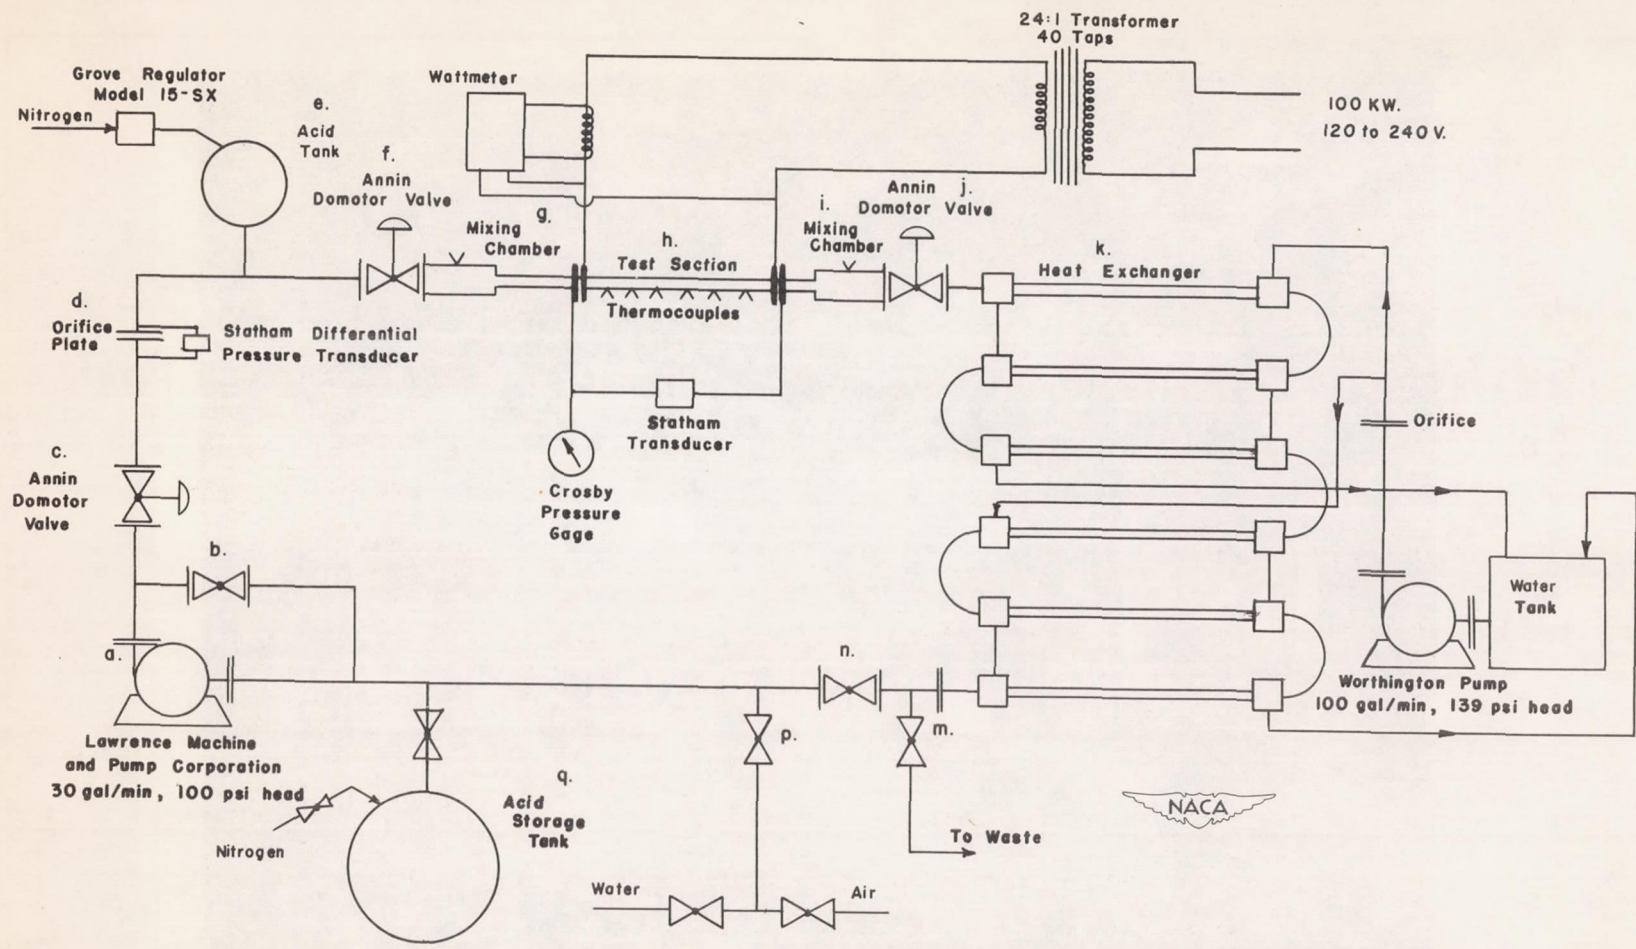 24:1 Transformer
40 Taps
Grove Regulator
Model 15-SX
Nitrogen
e.
Acid
Tank
Wattmeter
100 KW.
120 to 240 V.
f.
Annin
Domotor Valve
g.
Mixing
Chamber
h.
Test Section
Thermocouples
i.
Mixing
Chamber
Annin j.
Domotor Valve
k.
Heat Exchanger
d.
Orifice
Plate
Statham Differential
Pressure Transducer
Statham
Transducer
Orifice
c.
Annin
Domotor
Valve
Crosby
Pressure
Gage
b.
Water
Tank
a.
n.
Worthington Pump
100 gal/min, 139 psi head
Lawrence Machine
and Pump Corporation
30 gal/min, 100 psi head
p.
m.
q.
Acid
Storage
Tank
Nitrogen
NACA
To Waste
Water
Air